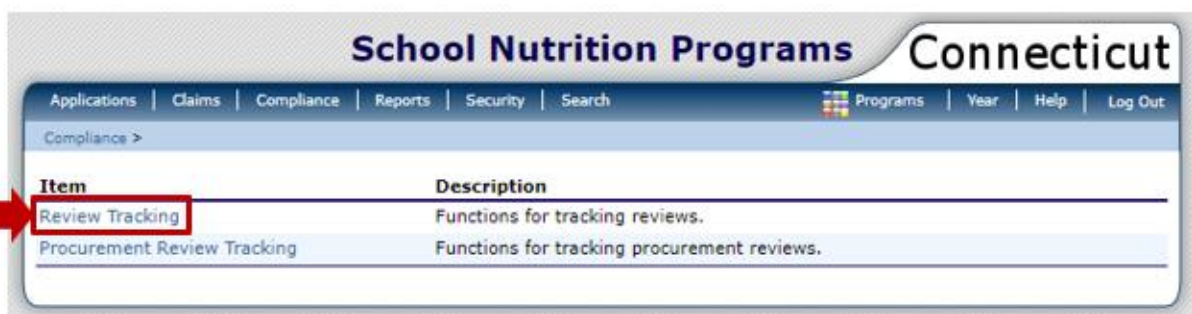 School Nutrition Programs Connecticut
Applications | Claims | Compliance | Reports | Security | Search Programs | Year | Help | Log Out
Compliance >
Item Description
Review Tracking Functions for tracking reviews.
Procurement Review Tracking Functions for tracking procurement reviews.